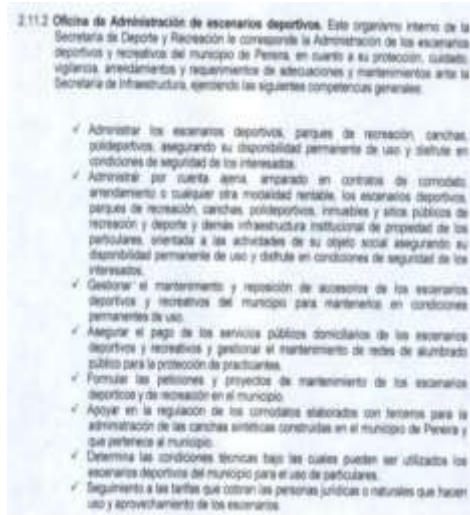 2.11.2 Oficina de Administración de escenarios deportivos. Este organismo interno de la
Secretaría de Deporte y Recreación le corresponde la Administración de los escenarios
deportivos y recreativos del municipio de Pereira, en cuanto a su protección, cuidado,
vigilancia, arrendamientos y requerimientos de adecuaciones y mantenimientos ante la
Secretaría de Infraestructura, ejerciendo las siguientes competencias generales:
✓ Administrar los escenarios deportivos, parques de recreación, canchas,
polideportivos, asegurando su disponibilidad permanente de uso y disfrute en
condiciones de seguridad de los interesados.
✓ Administrar por cuenta ajena, amparado en contratos de comodato,
arrendamiento o cualquier otra modalidad rentable, los escenarios deportivos,
parques de recreación, canchas, polideportivos, inmuebles y sitios públicos de
recreación y deporte y demás infraestructura institucional de propiedad de los
particulares, orientada a las actividades de su objeto social asegurando su
disponibilidad permanente de uso y disfrute en condiciones de seguridad de los
interesados.
✓ Gestionar el mantenimiento y reposición de accesorios de los escenarios
deportivos y recreativos del municipio para mantenerlos en condiciones
permanentes de uso.
✓ Asegurar el pago de los servicios públicos domiciliarios de los escenarios
deportivos y recreativos y gestionar el mantenimiento de redes de alumbrado
público para la protección de practicantes.
✓ Formular las peticiones y proyectos de mantenimiento de los escenarios
deporticos y de recreación en el municipio.
✓ Apoyar en la regulación de los comodatos elaborados con terceros para la
administración de las canchas sintéticas construidas en el municipio de Pereira y
que pertenece al municipio.
✓ Determina las condiciones técnicas bajo las cuales pueden ser utilizados los
escenarios deportivos del municipio para el uso de particulares.
✓ Seguimiento a las tarifas que cobran las personas jurídicas o naturales que hacen
uso y aprovechamiento de los escenarios.